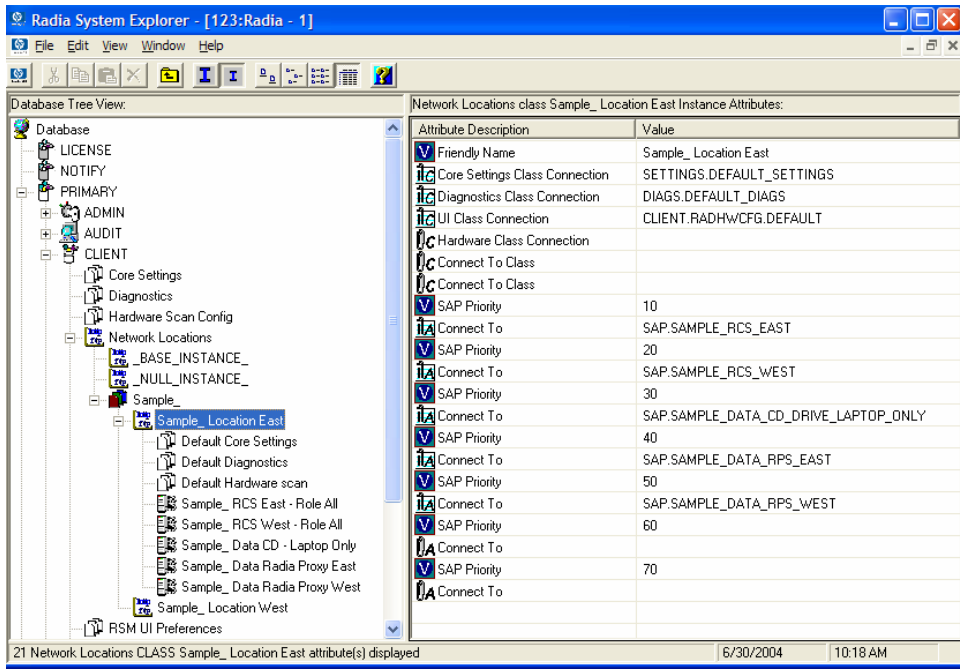 Radia System Explorer - [123:Radia - 1]
File Edit View Window Help
Database Tree View:
Network Locations class Sample_ Location East Instance Attributes:
Database
LICENSE
NOTIFY
PRIMARY
ADMIN
AUDIT
CLIENT
Core Settings
Diagnostics
Hardware Scan Config
Network Locations
_BASE_INSTANCE_
_NULL_INSTANCE_
Sample_
Sample_ Location East
Default Core Settings
Default Diagnostics
Default Hardware scan
Sample_ RCS East - Role All
Sample_ RCS West - Role All
Sample_ Data CD - Laptop Only
Sample_ Data Radia Proxy East
Sample_ Data Radia Proxy West
Sample_ Location West
RSM UI Preferences
Attribute Description Value
Friendly Name Sample_ Location East
Core Settings Class Connection SETTINGS.DEFAULT_SETTINGS
Diagnostics Class Connection DIAGS.DEFAULT_DIAGS
UI Class Connection CLIENT.RADHWCFG.DEFAULT
Hardware Class Connection
Connect To Class
Connect To Class
SAP Priority 10
Connect To SAP.SAMPLE_RCS_EAST
SAP Priority 20
Connect To SAP.SAMPLE_RCS_WEST
SAP Priority 30
Connect To SAP.SAMPLE_DATA_CD_DRIVE_LAPTOP_ONLY
SAP Priority 40
Connect To SAP.SAMPLE_DATA_RPS_EAST
SAP Priority 50
Connect To SAP.SAMPLE_DATA_RPS_WEST
SAP Priority 60
Connect To
SAP Priority 70
Connect To
21 Network Locations CLASS Sample_ Location East attribute(s) displayed 6/30/2004 10:18 AM